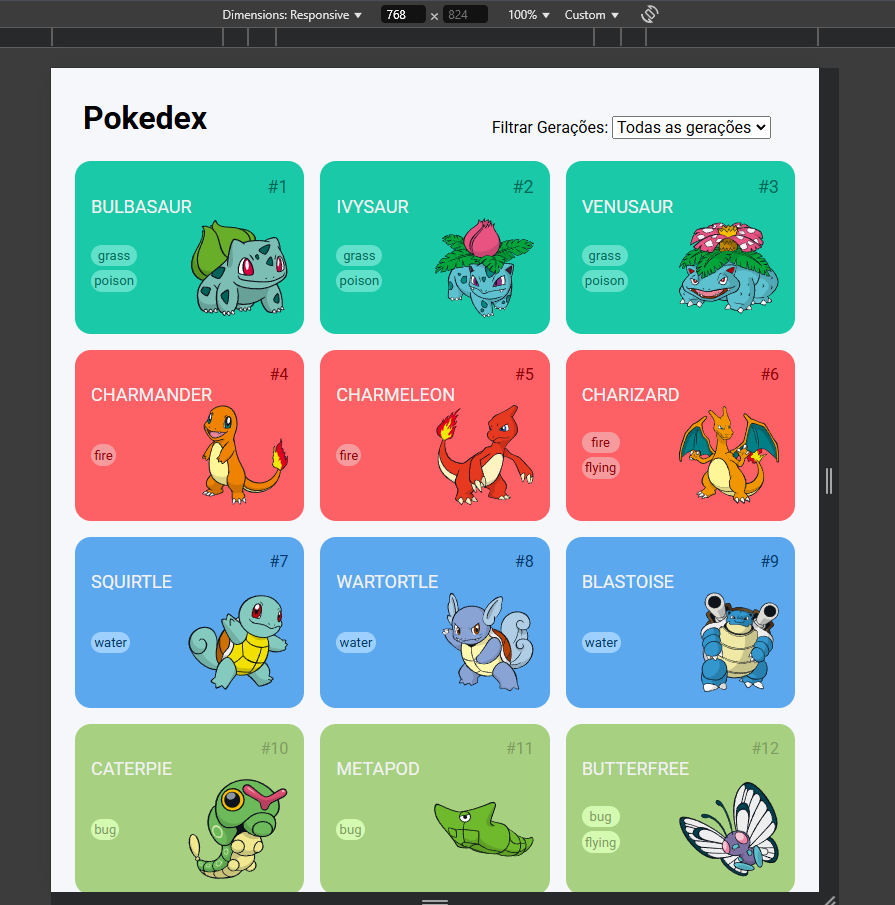 Dimensions: Responsive ▼ 768 × 824 100% ▼ Custom ▼
Pokedex
Filtrar Gerações: Todas as gerações
#1 #2 #3
BULBASAUR IVYSAUR VENUSAUR
grass grass grass
poison poison poison
#4 #5 #6
CHARMANDER CHARMELEON CHARIZARD
fire fire fire
flying
#7 #8 #9
SQUIRTLE WARTORTLE BLASTOISE
water water water
#10 #11 #12
CATERPIE METAPOD BUTTERFREE
bug bug bug
flying